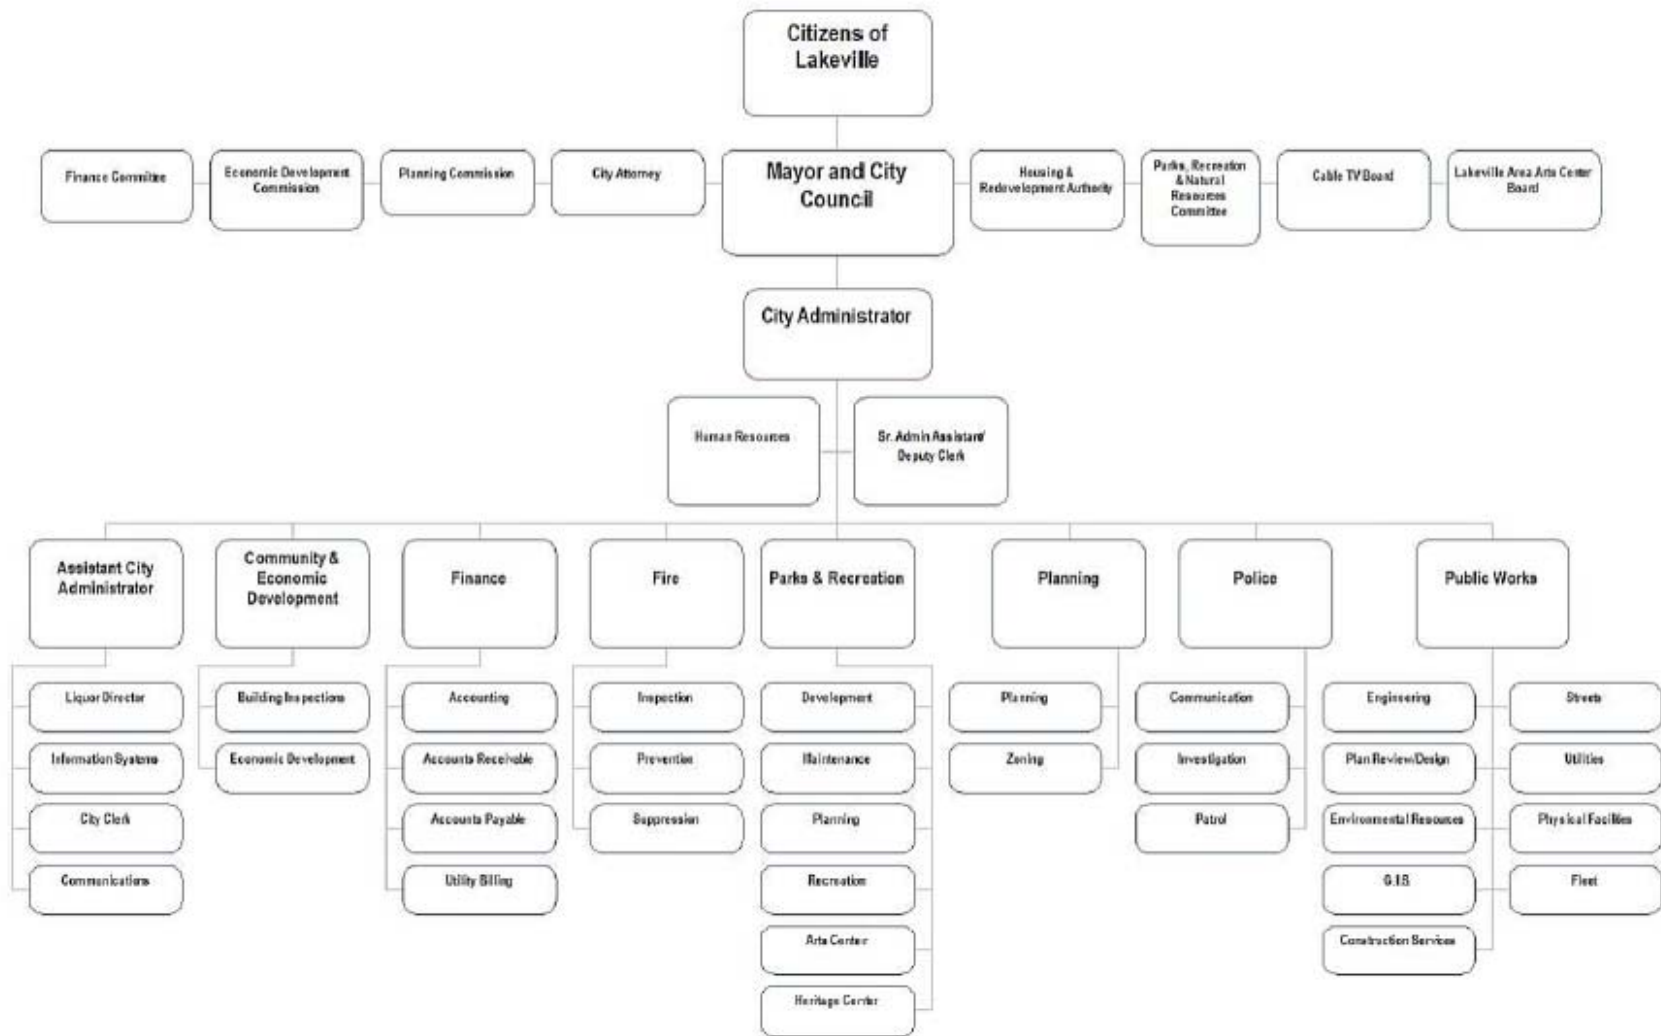 Citizens of
Lakeville
Finance Committee
Economic Development
Commission
Planning Commission
City Attorney
Mayor and City
Council
Housing &
Redevelopment Authority
Parks, Recreation
& Natural
Resources
Committee
Cable TV Board
Lakeville Area Arts Center
Board
City Administrator
Human Resources
Sr. Admin Assistant/
Deputy Clerk
Assistant City
Administrator
Community &
Economic
Development
Finance
Fire
Parks & Recreation
Planning
Police
Public Works
Liquor Director
Information Systems
City Clerk
Communications
Building Inspections
Economic Development
Accounting
Accounts Receivable
Accounts Payable
Utility Billing
Inspection
Prevention
Suppression
Development
Maintenance
Planning
Recreation
Arts Center
Heritage Center
Planning
Zoning
Communication
Investigation
Patrol
Engineering
Plan Review/Design
Environmental Resources
G.I.S
Construction Services
Streets
Utilities
Physical Facilities
Fleet